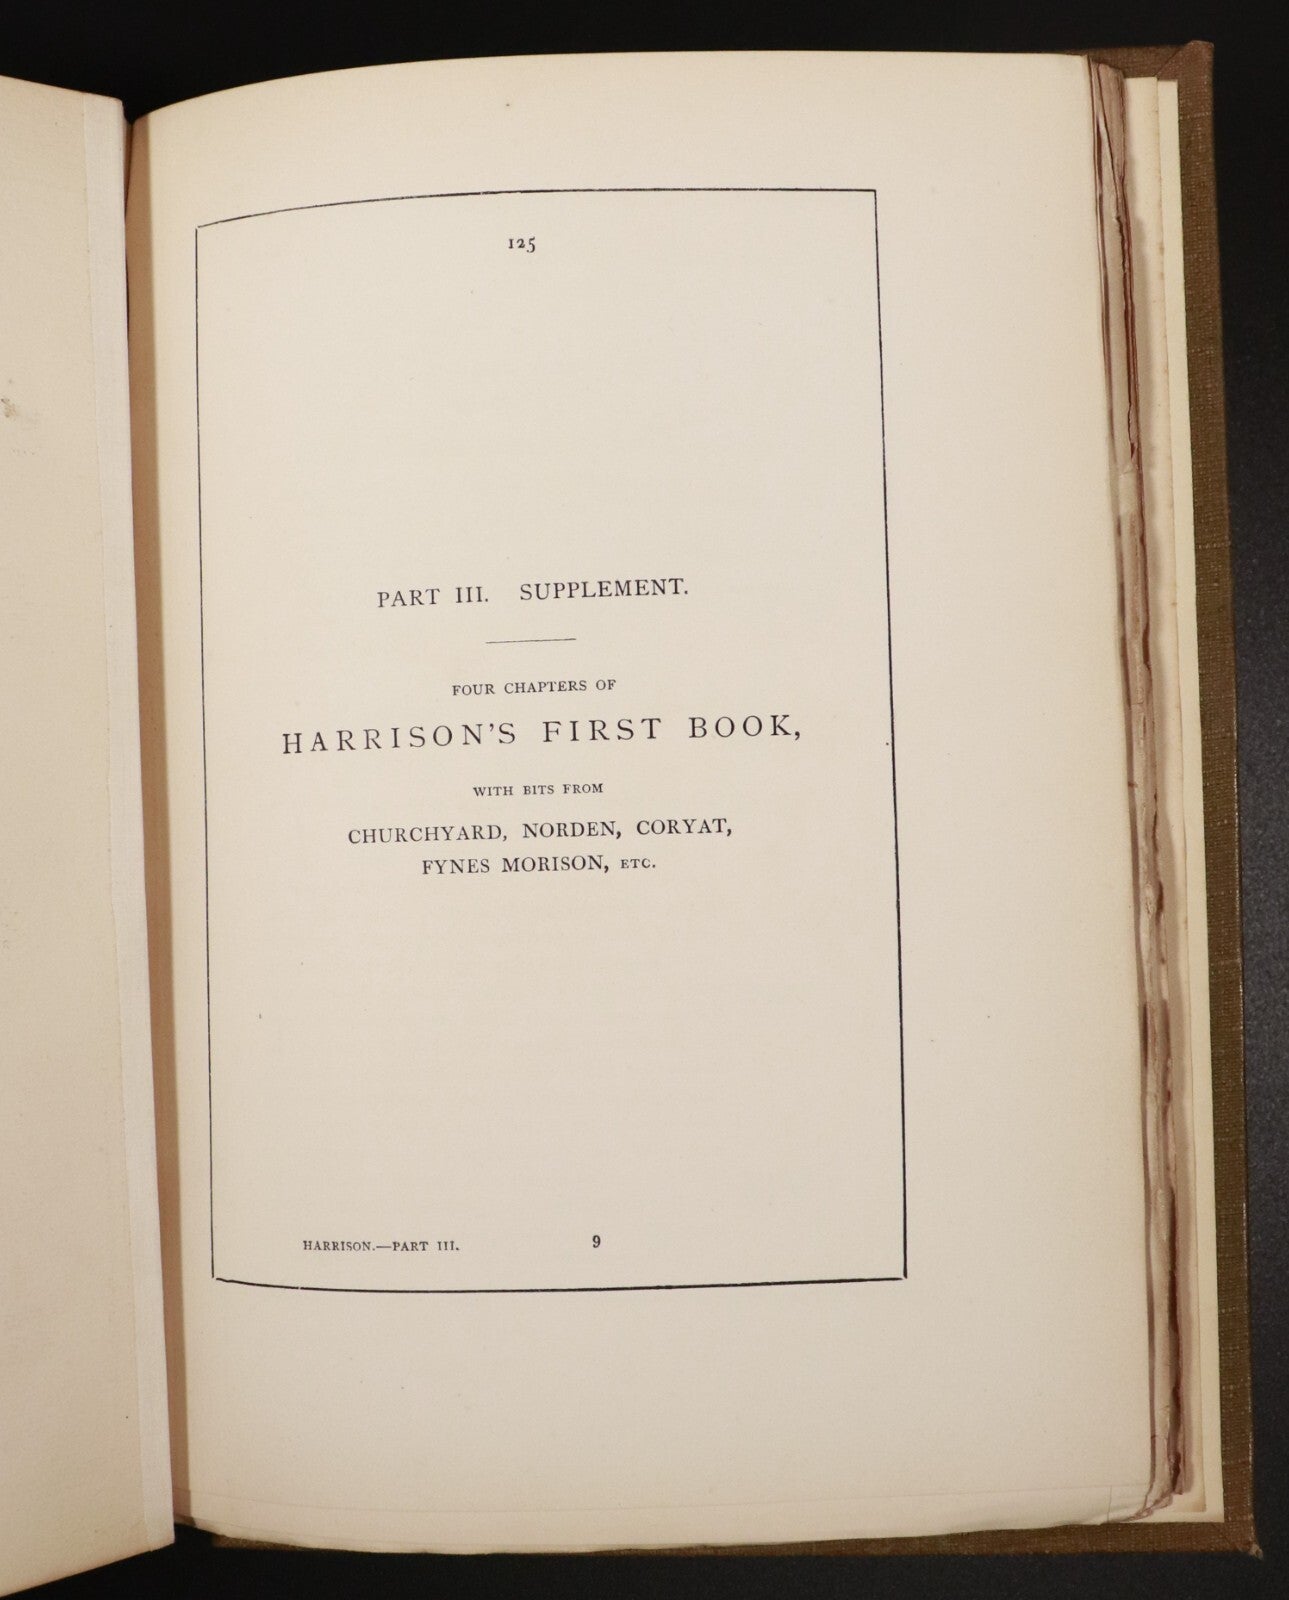 125
PART III. SUPPLEMENT.
FOUR CHAPTERS OF
HARRISON'S FIRST BOOK,
WITH BITS FROM
CHURCHYARD, NORDEN, CORYAT,
FYNES MORISON, ETC.
HARRISON.—PART III. 9